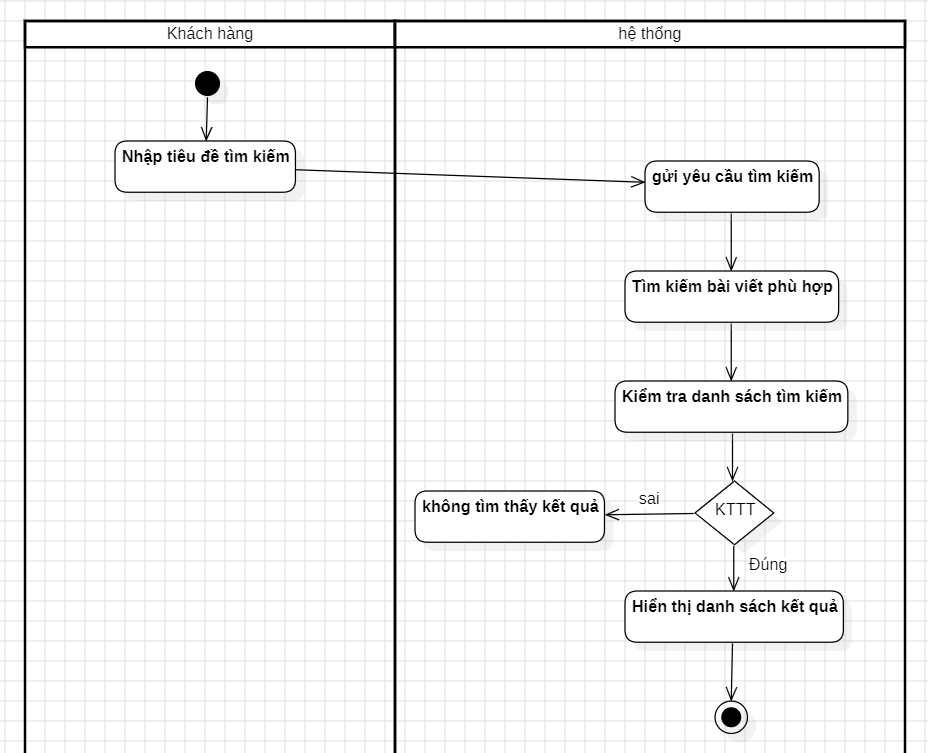 Khách hàng
hệ thống
Nhập tiêu đề tìm kiếm
gửi yêu cầu tìm kiếm
Tìm kiếm bài viết phù hợp
Kiểm tra danh sách tìm kiếm
không tìm thấy kết quả
sai
KTTT
Đúng
Hiển thị danh sách kết quả